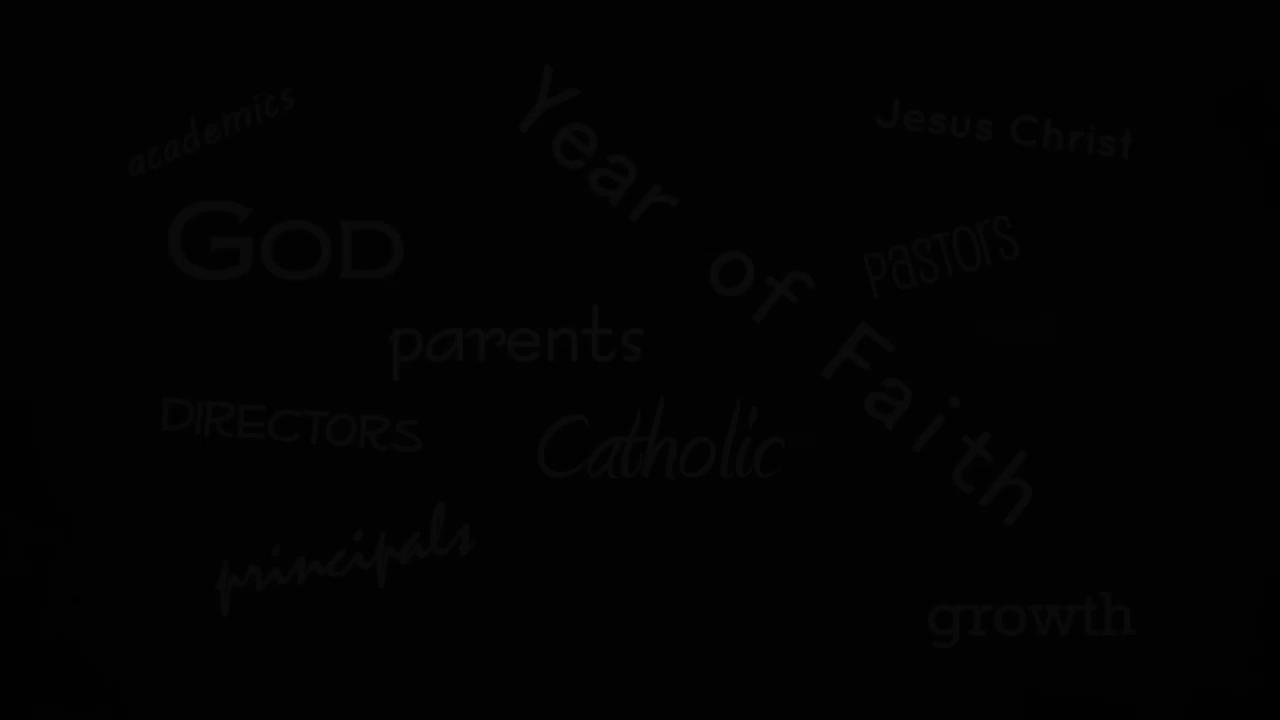 academics
Year of Faith
Jesus Christ
GOD
pastors
parents
DIRECTORS
Catholic
principals
growth